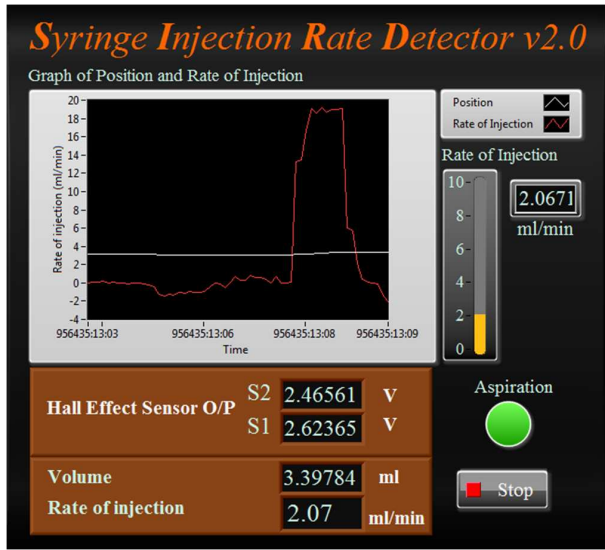 Syringe Injection Rate Detector v2.0
Graph of Position and Rate of Injection
Position
Rate of Injection
Rate of injection (ml/min)
20
18
16
14
12
10
8
6
4
2
0
-2
-4
956435:13:03
956435:13:06
956435:13:08
956435:13:09
Time
Rate of Injection
10
8
6
4
2
0
2.0671
ml/min
Hall Effect Sensor O/P
S2 2.46561 V
S1 2.62365 V
Aspiration
Volume 3.39784 ml
Rate of injection 2.07 ml/min
Stop